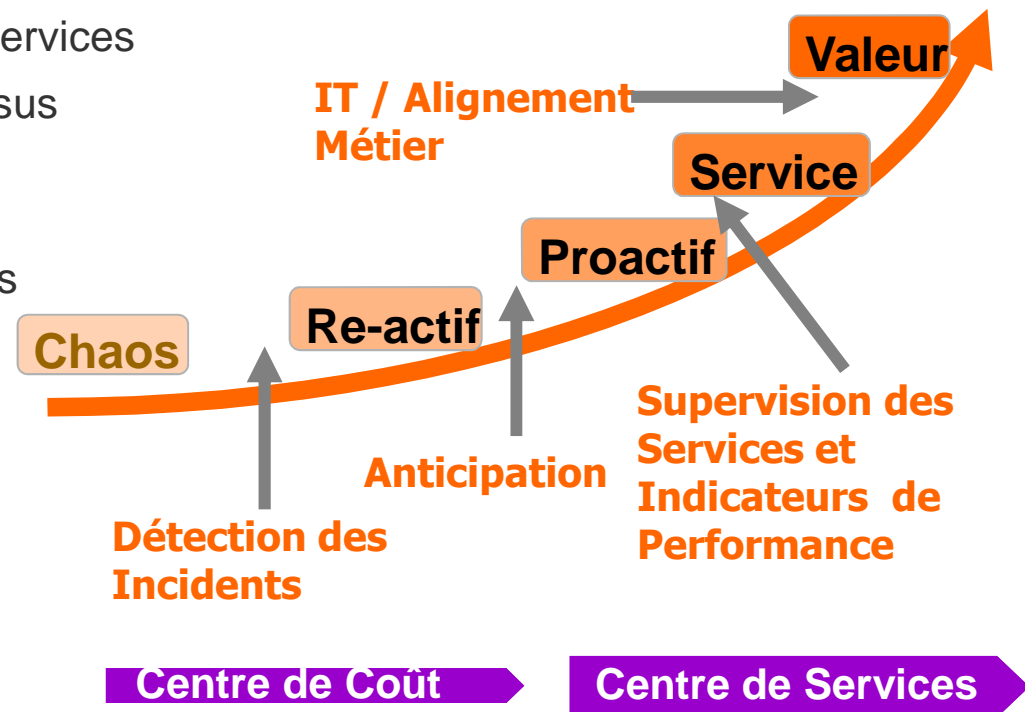 ervices
sus
s
Valeur
IT / Alignement
Métier
Service
Proactif
Re-actif
Chaos
Supervision des
Services et
Indicateurs de
Performance
Anticipation
Détection des
Incidents
Centre de Coût
Centre de Services